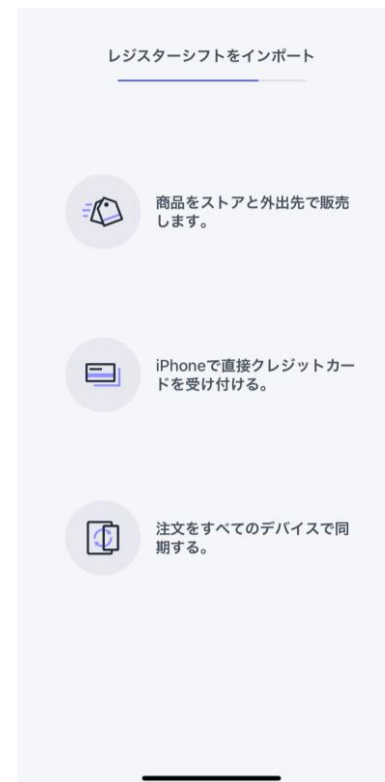 レジスターシフトをインポート
商品をストアと外出先で販売
します。
iPhoneで直接クレジットカー
ドを受け付ける。
注文をすべてのデバイスで同
期する。